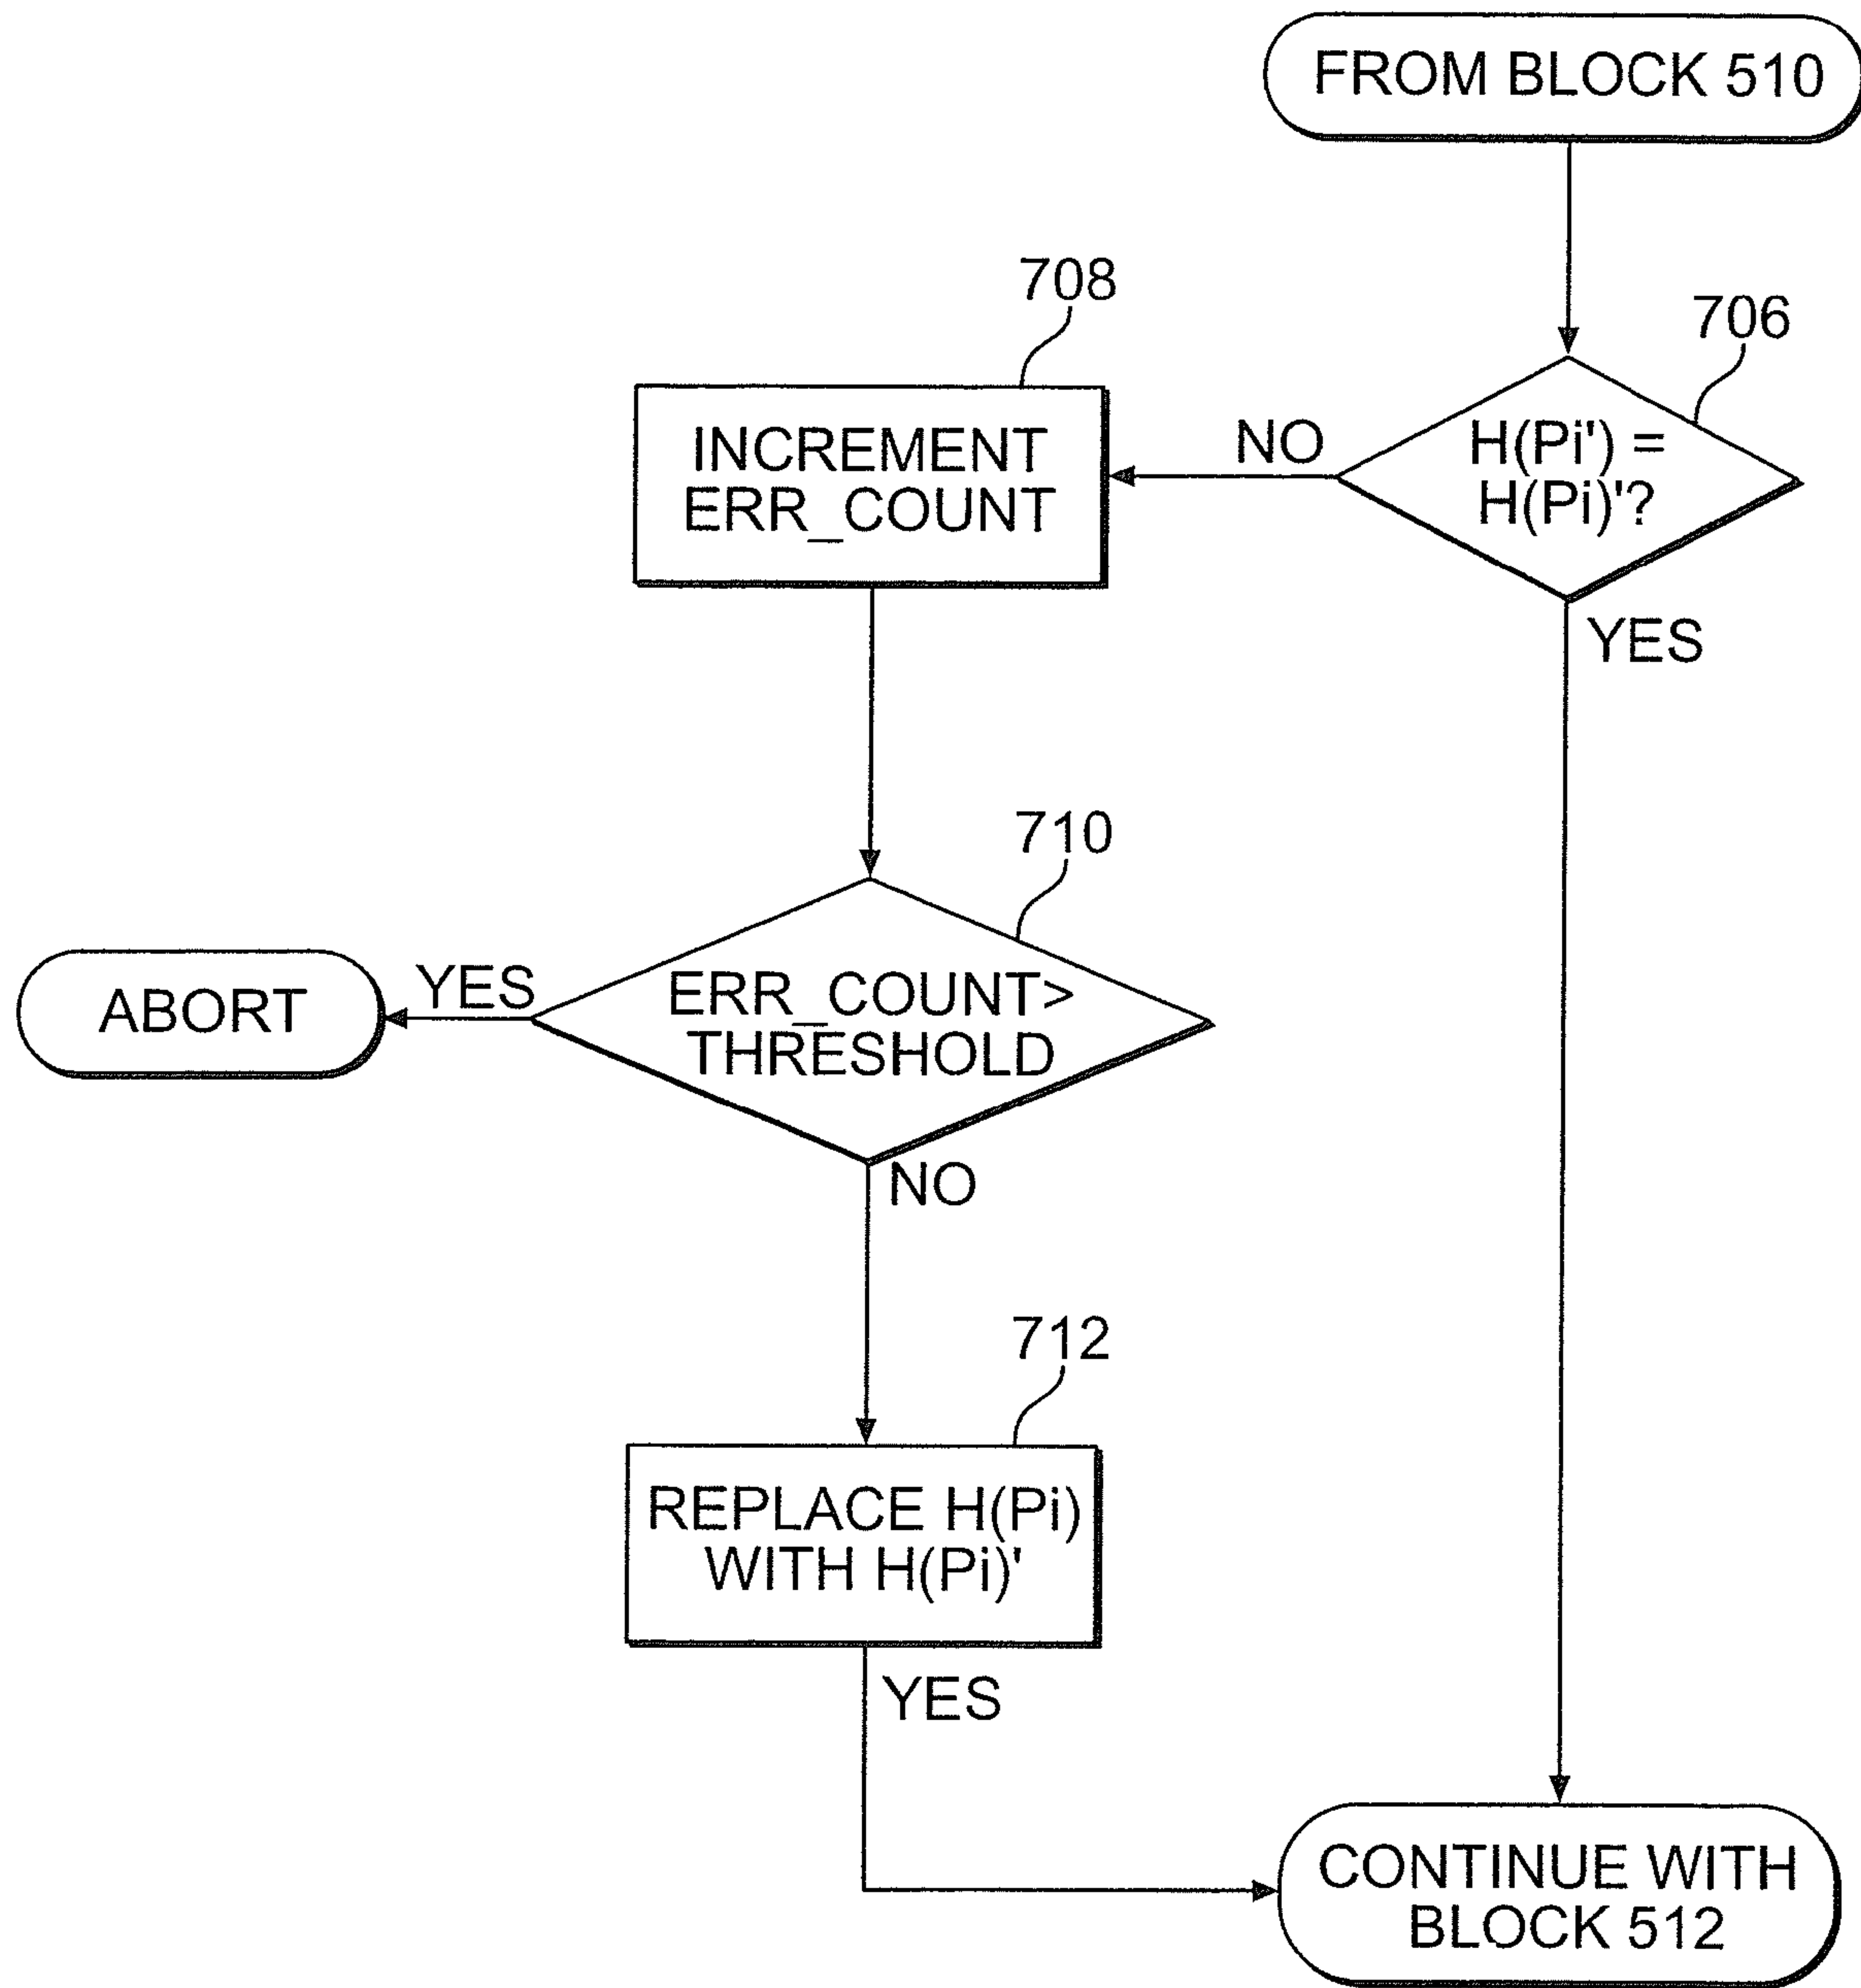 FROM BLOCK 510
708
706
INCREMENT
ERR_COUNT
NO
H(Pi') =
H(Pi)'?
YES
710
ABORT
YES
ERR_COUNT>
THRESHOLD
NO
712
REPLACE H(Pi)
WITH H(Pi)'
YES
CONTINUE WITH
BLOCK 512